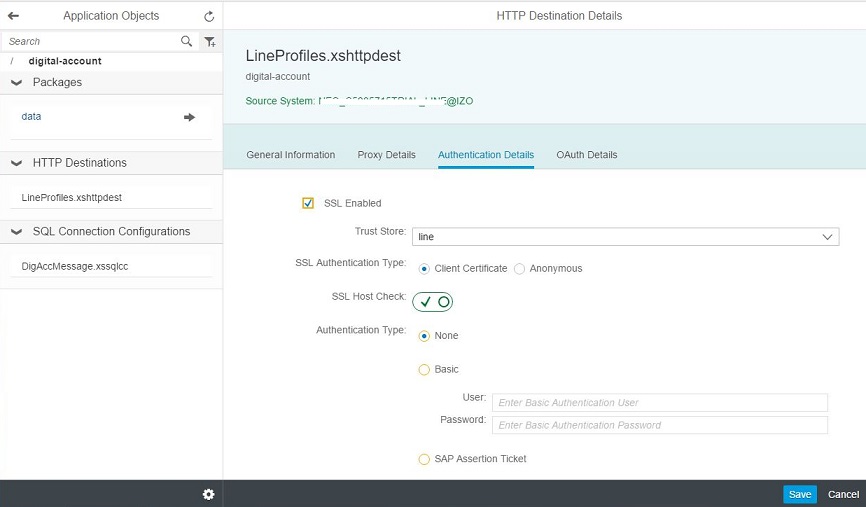 Application Objects
HTTP Destination Details
Search
/ digital-account
Packages
data
HTTP Destinations
LineProfiles.xshttpdest
SQL Connection Configurations
DigAccMessage.xssqlcc
LineProfiles.xshttpdest
digital-account
Source System: @IZO
General Information Proxy Details Authentication Details OAuth Details
SSL Enabled
Trust Store: line
SSL Authentication Type: Client Certificate Anonymous
SSL Host Check:
Authentication Type: None
Basic
User: Enter Basic Authentication User
Password: Enter Basic Authentication Password
SAP Assertion Ticket
Save Cancel